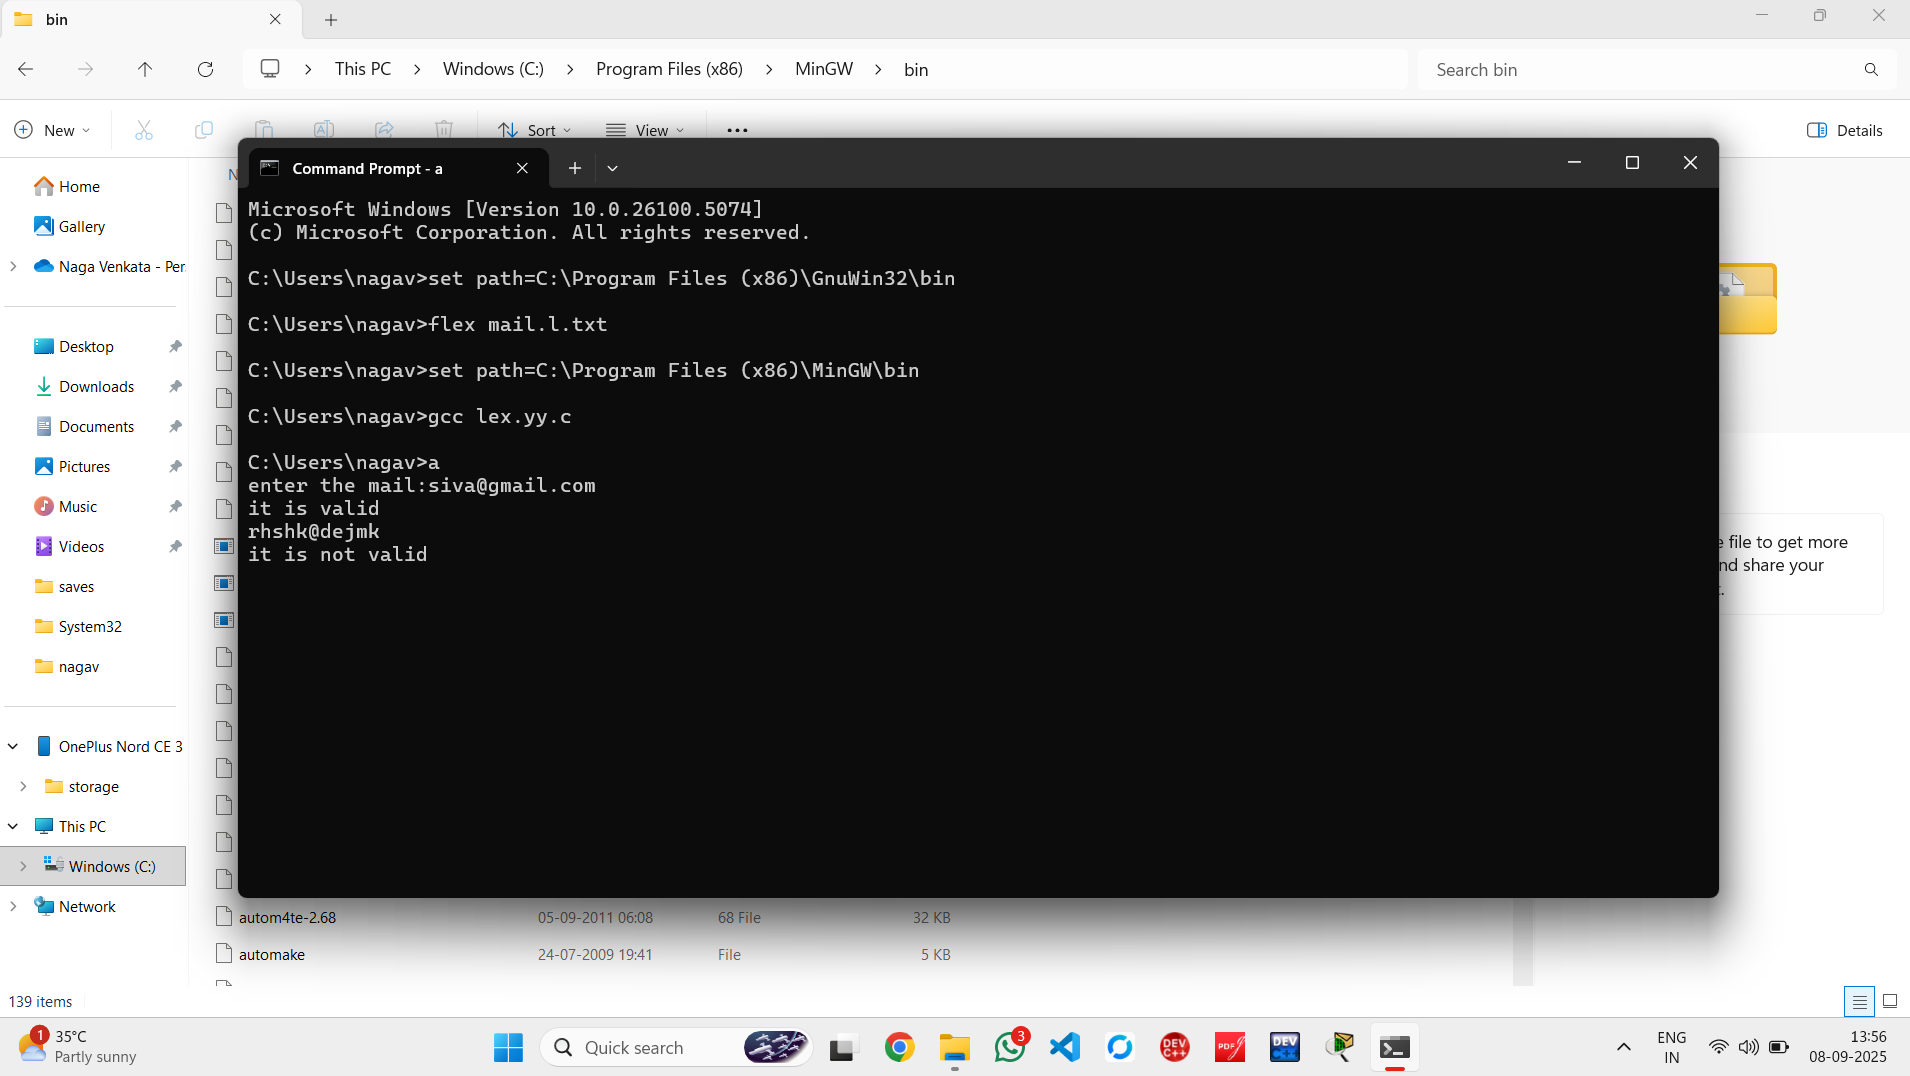 bin
This PC
Windows (C:)
Program Files (x86)
MinGW
bin
Search bin
New
Sort
View
Details
Command Prompt - a
Microsoft Windows [Version 10.0.26100.5074]
(c) Microsoft Corporation. All rights reserved.
C:\Users\nagav>set path=C:\Program Files (x86)\GnuWin32\bin
C:\Users\nagav>flex mail.l.txt
C:\Users\nagav>set path=C:\Program Files (x86)\MinGW\bin
C:\Users\nagav>gcc lex.yy.c
C:\Users\nagav>a
enter the mail:siva@gmail.com
it is valid
rhshk@dejmk
it is not valid
Home
Gallery
Naga Venkata - Per
Desktop
Downloads
Documents
Pictures
Music
Videos
saves
System32
nagav
OnePlus Nord CE 3
storage
This PC
Windows (C:)
Network
file to get more
nd share your
autom4te-2.68 05-09-2011 06:08 68 File 32 KB
automake 24-07-2009 19:41 File 5 KB
139 items
1
35°C
Partly sunny
Quick search
3
DEV C++
PDF
DEV
ENG
IN
13:56
08-09-2025